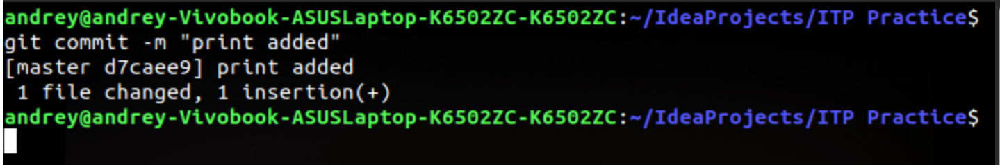 andrey@andrey-Vivobook-ASUSLaptop-K6502ZC-K6502ZC:~/IdeaProjects/ITP Practice$
git commit -m "print added"
[master d7caee9] print added
 1 file changed, 1 insertion(+)
andrey@andrey-Vivobook-ASUSLaptop-K6502ZC-K6502ZC:~/IdeaProjects/ITP Practice$